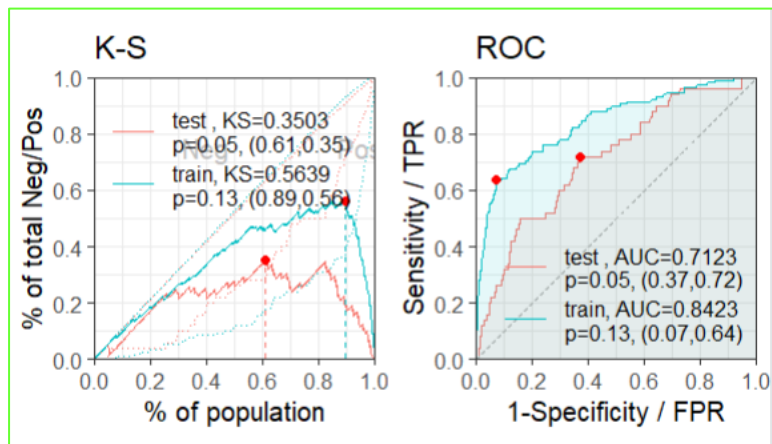 K-S
ROC
% of total Neg/Pos
1.0
0.8
0.6
0.4
0.2
0.0
test , KS=0.3503
p=0.05, (0.61,0.35)
Neg
Pos
train, KS=0.5639
p=0.13, (0.89,0.56)
0.0 0.2 0.4 0.6 0.8 1.0
% of population
Sensitivity / TPR
1.0
0.8
0.6
0.4
0.2
0.0
test , AUC=0.7123
p=0.05, (0.37,0.72)
train, AUC=0.8423
p=0.13, (0.07,0.64)
0.0 0.2 0.4 0.6 0.8 1.0
1-Specificity / FPR